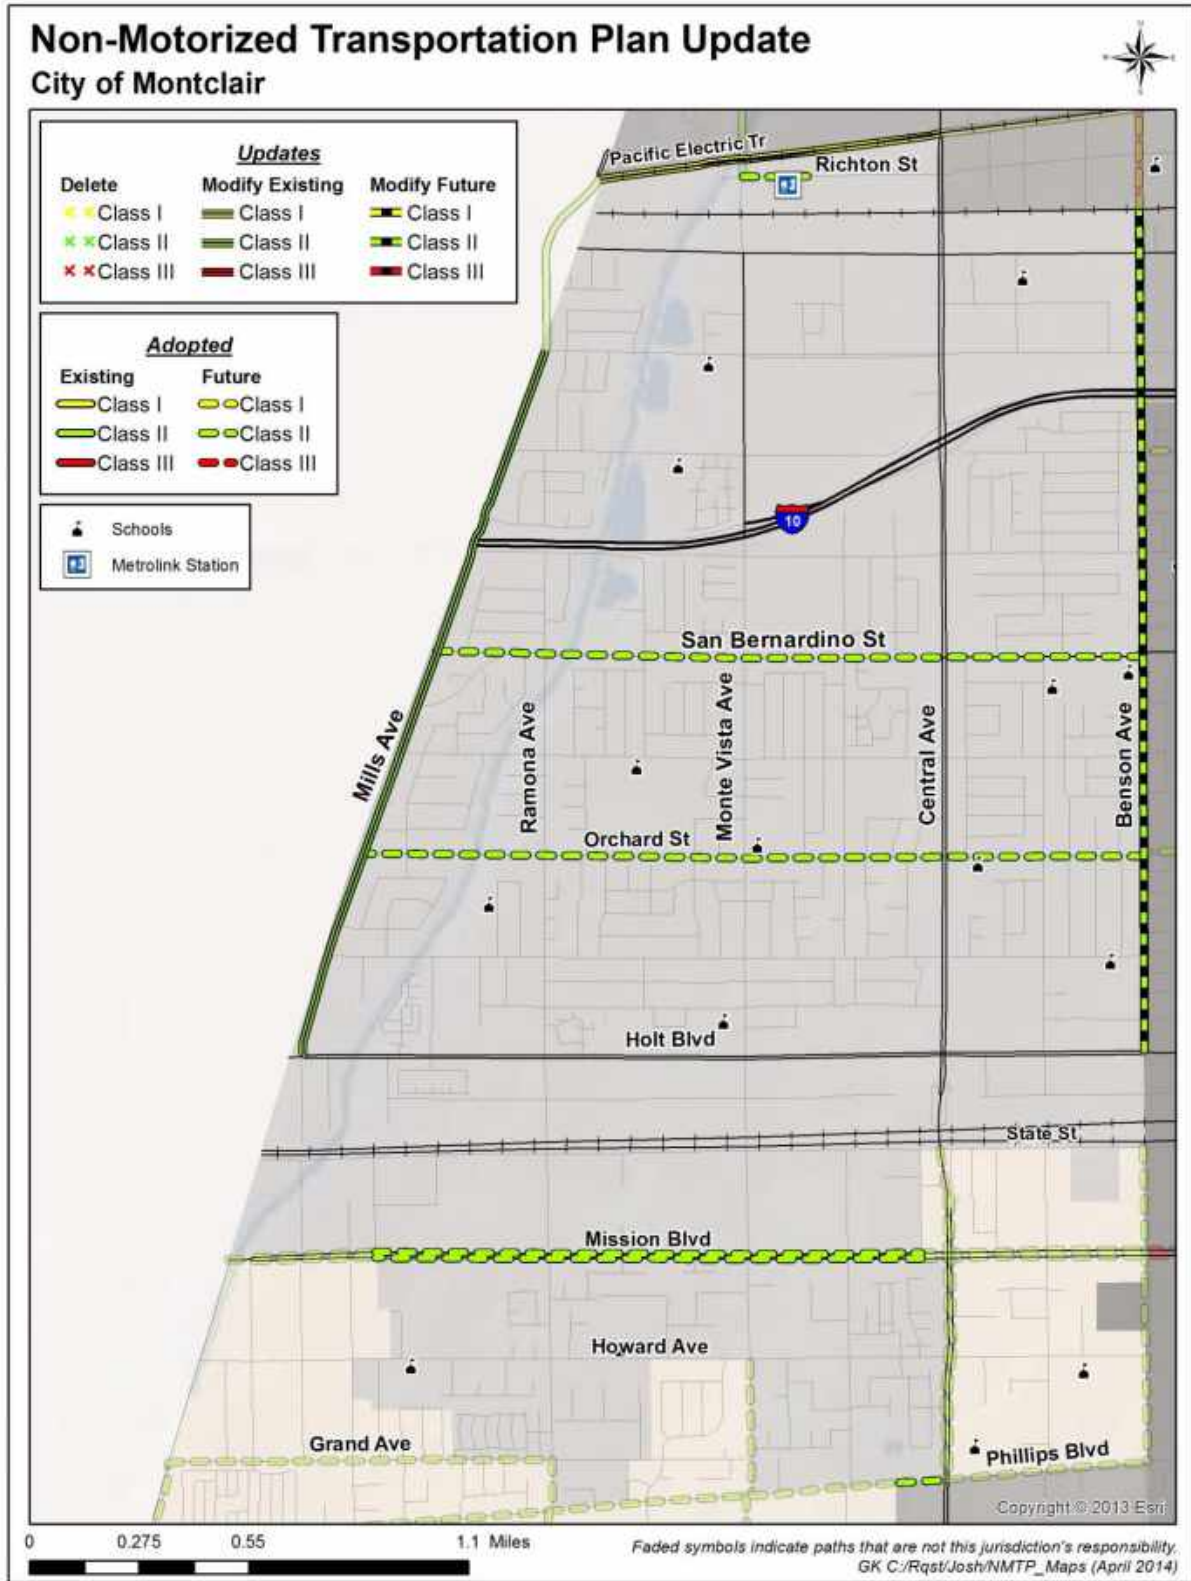 Non-Motorized Transportation Plan Update
City of Montclair
Updates
Delete Modify Existing Modify Future
Class I Class I Class I
Class II Class II Class II
Class III Class III Class III
Adopted
Existing Future
Class I Class I
Class II Class II
Class III Class III
Schools
Metrolink Station
Pacific Electric Tr
Richton St
10
San Bernardino St
Mills Ave
Ramona Ave
Monte Vista Ave
Central Ave
Benson Ave
Orchard St
Holt Blvd
State St
Mission Blvd
Howard Ave
Grand Ave
Phillips Blvd
Copyright © 2013 Esri
0 0.275 0.55 1.1 Miles
Faded symbols indicate paths that are not this jurisdiction's responsibility.
GK C:/Rqst/Josh/NMTP_Maps (April 2014)